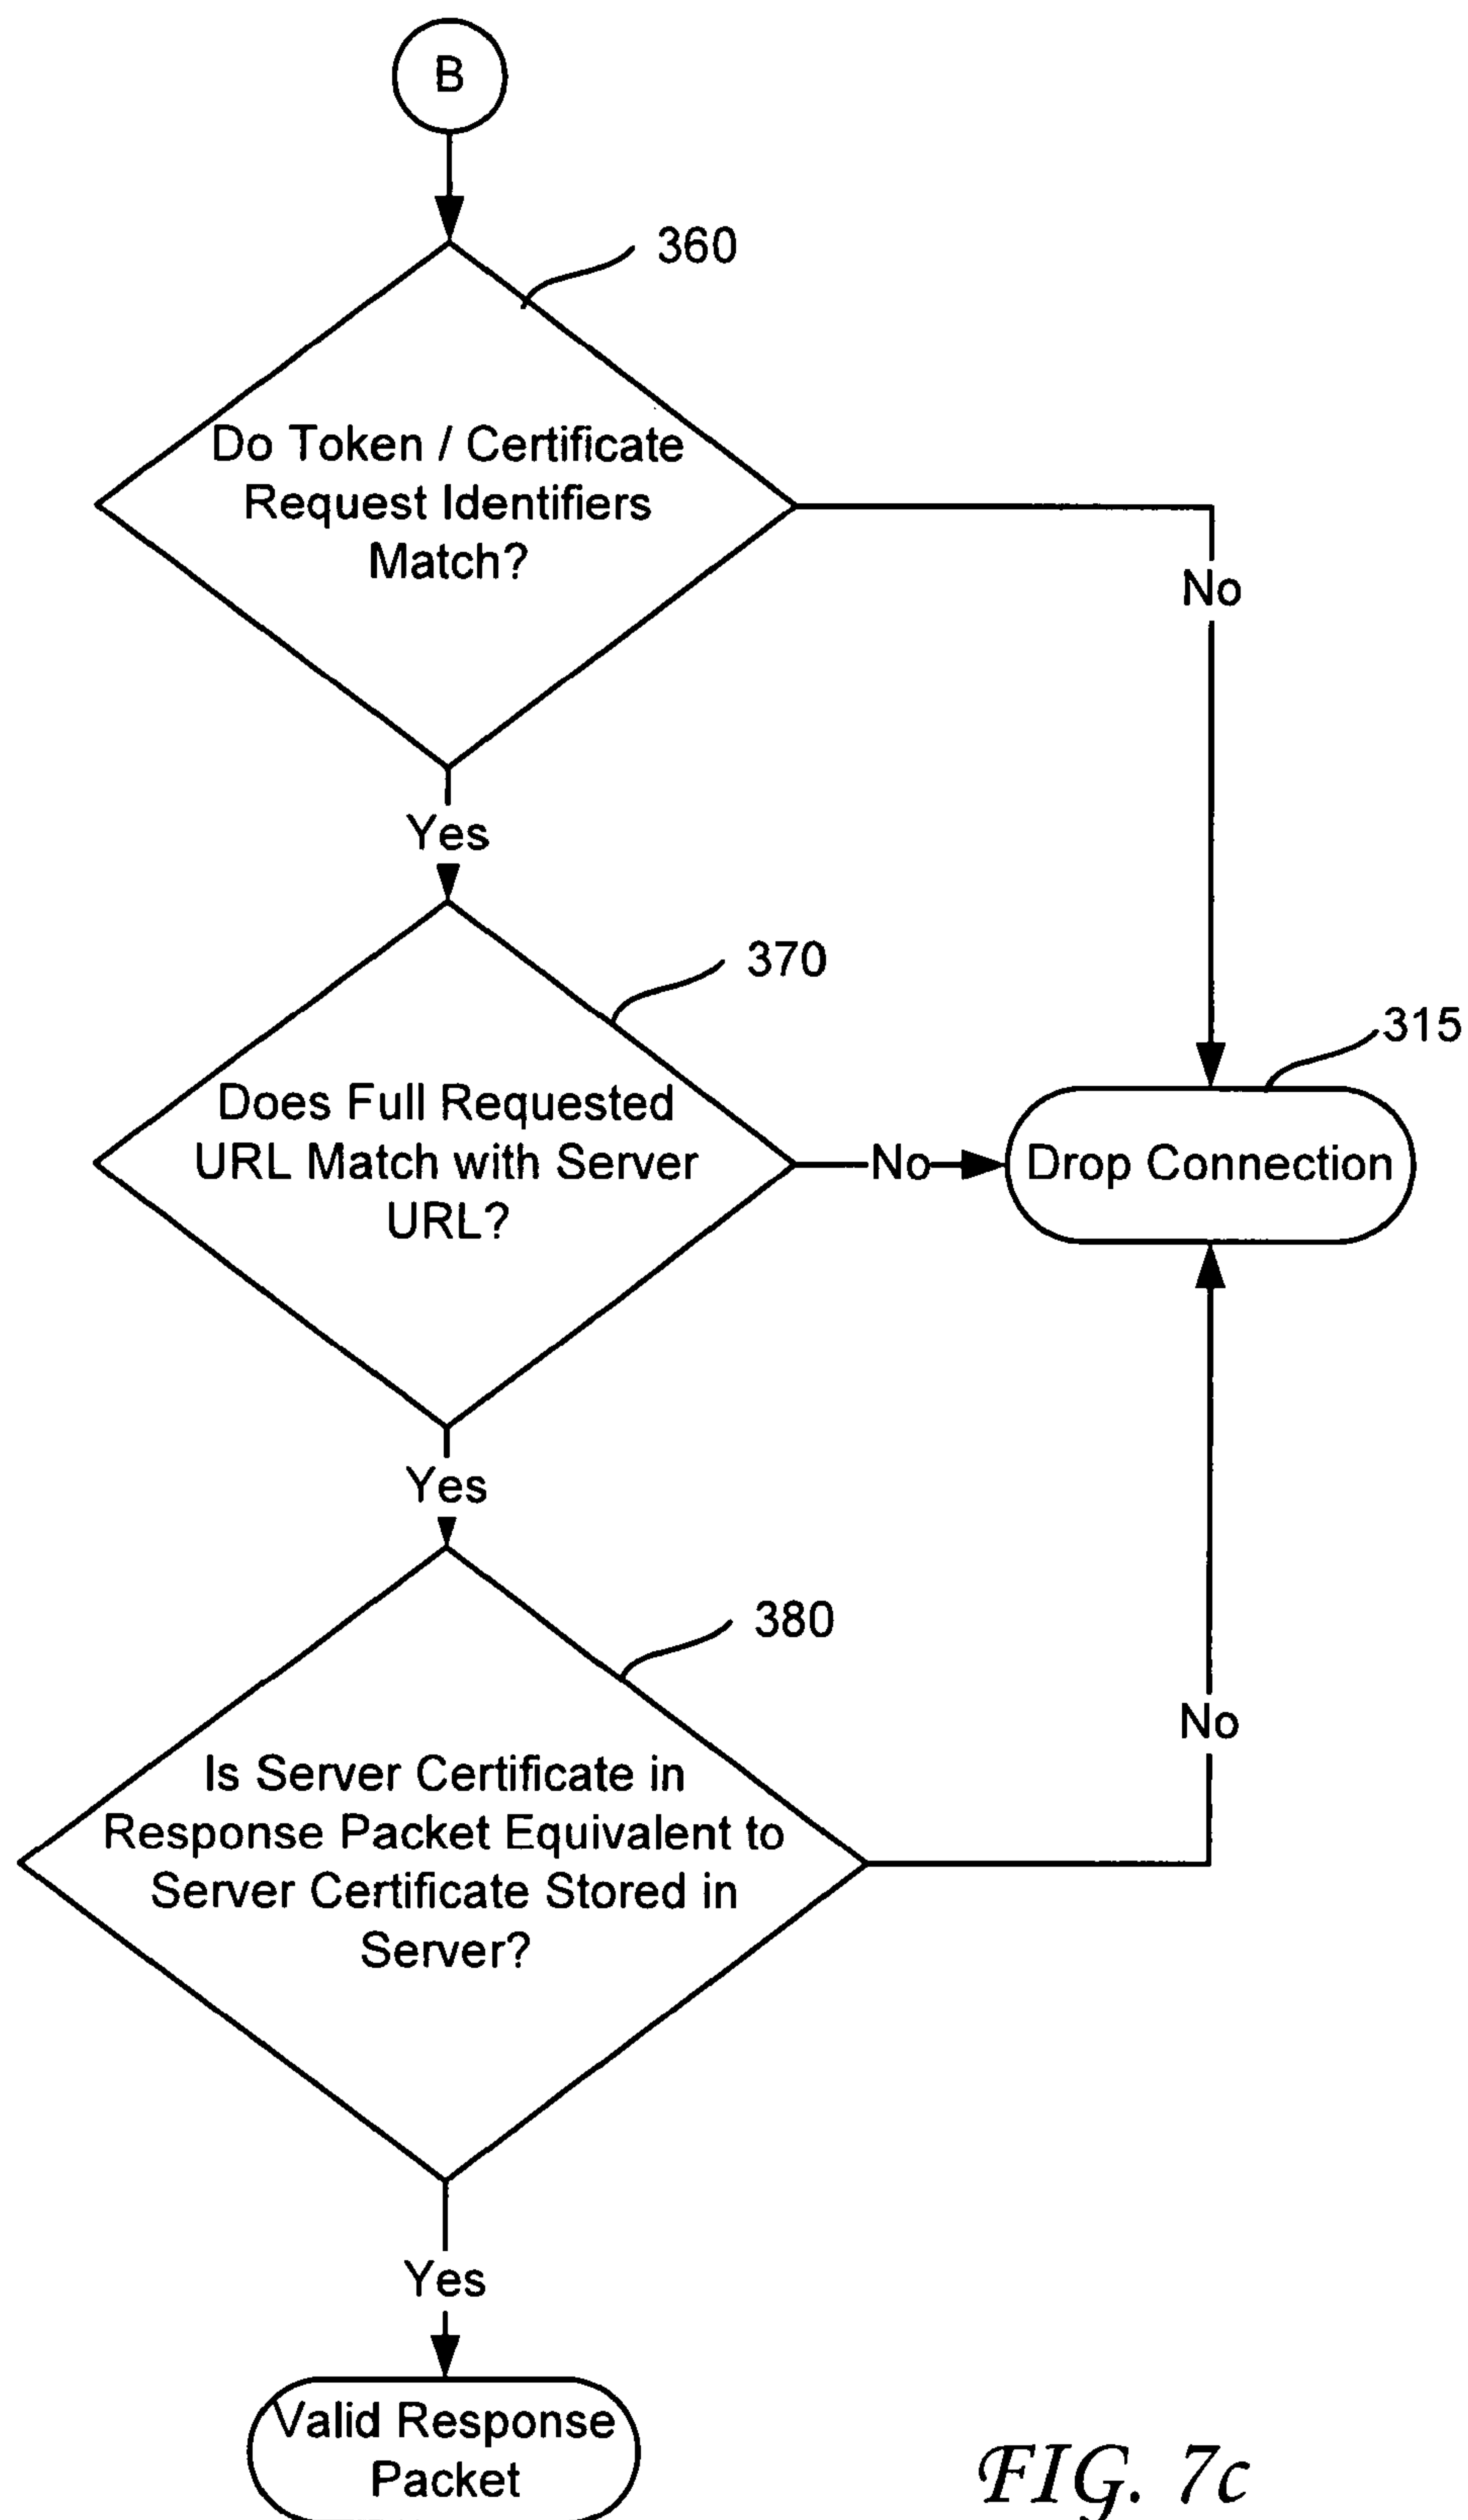 B
360
Do Token / Certificate
Request Identifiers
Match?
No
Yes
370
315
Does Full Requested
URL Match with Server
URL?
No
Drop Connection
Yes
380
No
Is Server Certificate in
Response Packet Equivalent to
Server Certificate Stored in
Server?
Yes
Valid Response
Packet
FIG. 7c